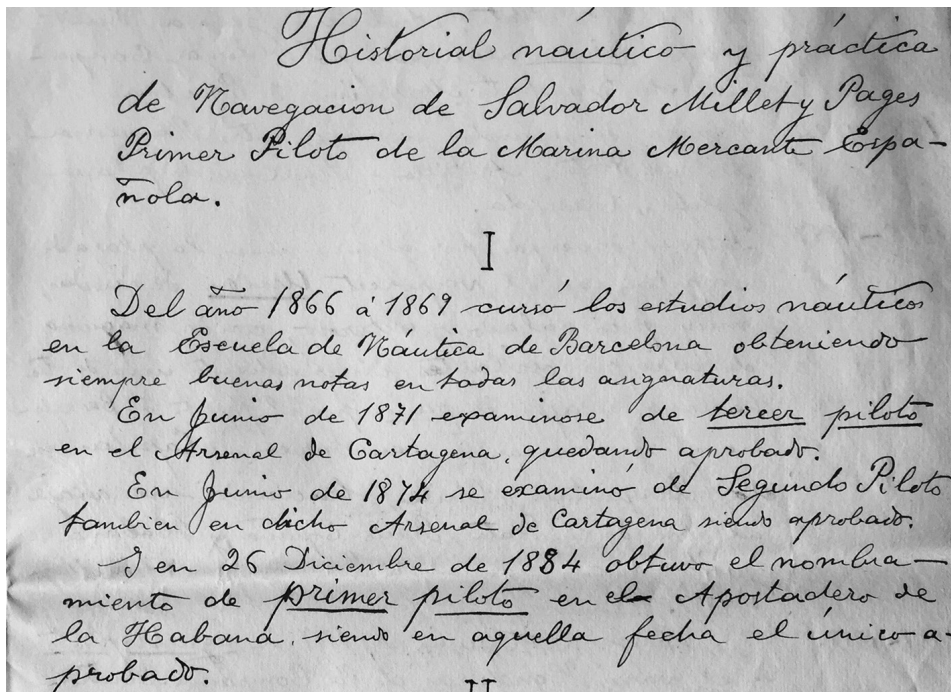 Historial náutico y práctica
de Navegacion de Salvador Millet y Pages
Primer Piloto de la Marina Mercante Espa-
ñola.
I
Del año 1866 á 1869 cursó los estudios náuticos
en la Escuela de Náutica de Barcelona obteniendo
siempre buenas notas en todas las asignaturas.
En Junio de 1871 examinose de tercer piloto
en el Arsenal de Cartagena, quedando aprobado.
En Junio de 1874 se examinó de Segundo Piloto
tambien en dicho Arsenal de Cartagena siendo aprobado.
I en 26 Diciembre de 1884 obtuvo el nombra-
miento de primer piloto en el Apostadero de
la Habana, siendo en aquella fecha el único a-
probado.
II